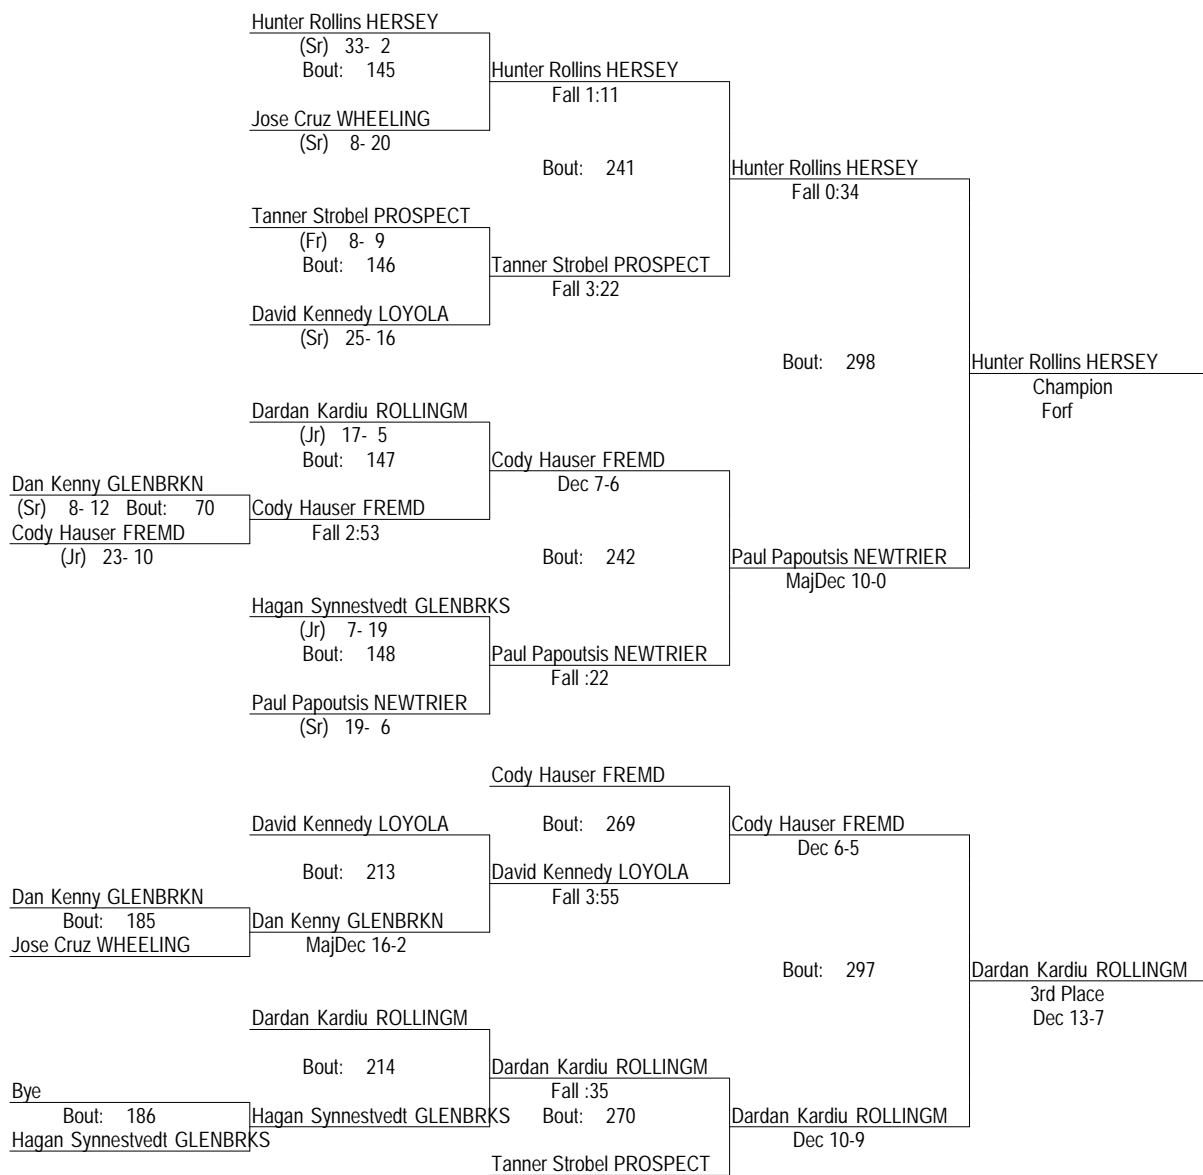 Hunter Rollins HERSEY
(Sr) 33- 2
Bout: 145
Hunter Rollins HERSEY
Fall 1:11
Jose Cruz WHEELING
(Sr) 8- 20
Bout: 241
Hunter Rollins HERSEY
Fall 0:34
Tanner Strobel PROSPECT
(Fr) 8- 9
Bout: 146
Tanner Strobel PROSPECT
Fall 3:22
David Kennedy LOYOLA
(Sr) 25- 16
Bout: 298
Hunter Rollins HERSEY
Champion
Forf
Dardan Kardiu ROLLINGM
(Jr) 17- 5
Bout: 147
Cody Hauser FREMD
Dec 7-6
Dan Kenny GLENBRKN
(Sr) 8- 12 Bout: 70
Cody Hauser FREMD
Fall 2:53
Cody Hauser FREMD
(Jr) 23- 10
Bout: 242
Paul Papoutsis NEWTRIER
MajDec 10-0
Hagan Synnestvedt GLENBRKS
(Jr) 7- 19
Bout: 148
Paul Papoutsis NEWTRIER
Fall :22
Paul Papoutsis NEWTRIER
(Sr) 19- 6
Cody Hauser FREMD
David Kennedy LOYOLA
Bout: 269
Cody Hauser FREMD
Dec 6-5
Bout: 213
David Kennedy LOYOLA
Fall 3:55
Dan Kenny GLENBRKN
Bout: 185
Dan Kenny GLENBRKN
MajDec 16-2
Jose Cruz WHEELING
Bout: 297
Dardan Kardiu ROLLINGM
3rd Place
Dec 13-7
Dardan Kardiu ROLLINGM
Bout: 214
Dardan Kardiu ROLLINGM
Fall :35
Bye
Bout: 186
Hagan Synnestvedt GLENBRKS
Bout: 270
Dardan Kardiu ROLLINGM
Dec 10-9
Hagan Synnestvedt GLENBRKS
Tanner Strobel PROSPECT